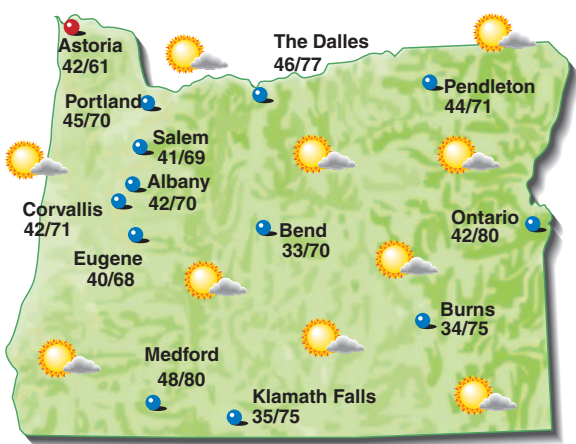 Astoria
42/61
The Dalles
46/77
Pendleton
44/71
Portland
45/70
Salem
41/69
Albany
42/70
Corvallis
42/71
Eugene
40/68
Bend
33/70
Ontario
42/80
Burns
34/75
Medford
48/80
Klamath Falls
35/75